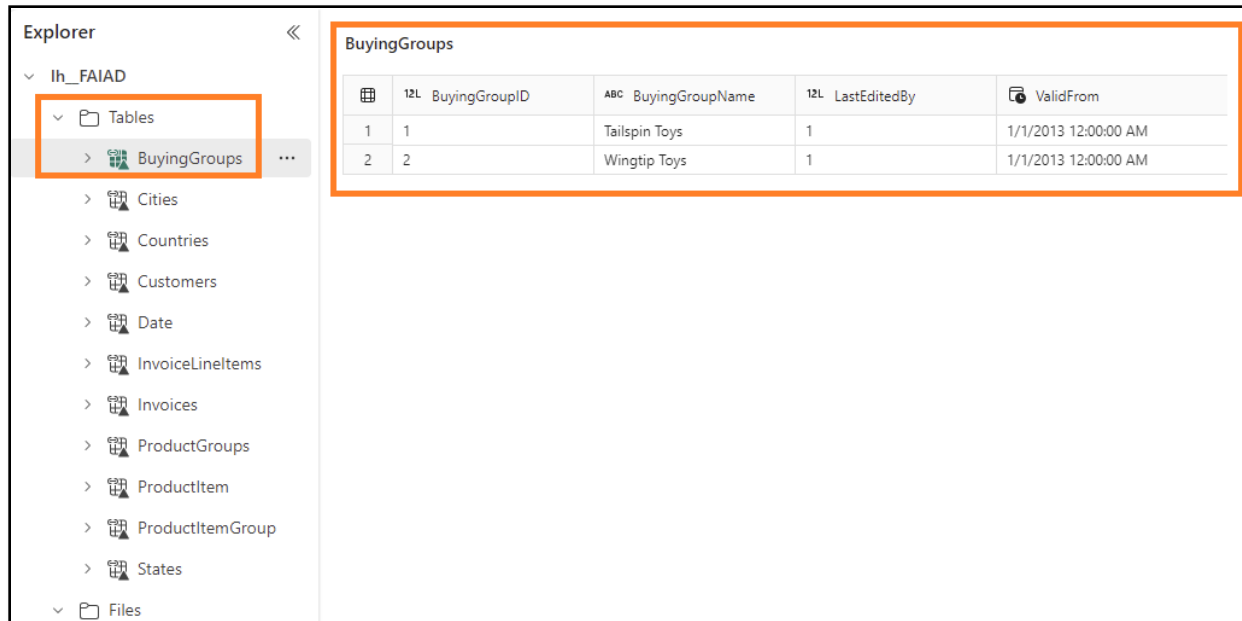 Explorer
lh_FAIAD
Tables
BuyingGroups
Cities
Countries
Customers
Date
InvoiceLineItems
Invoices
ProductGroups
ProductItem
ProductItemGroup
States
Files
BuyingGroups
12L BuyingGroupID ABC BuyingGroupName 12L LastEditedBy ValidFrom
1 1 Tailspin Toys 1 1/1/2013 12:00:00 AM
2 2 Wingtip Toys 1 1/1/2013 12:00:00 AM